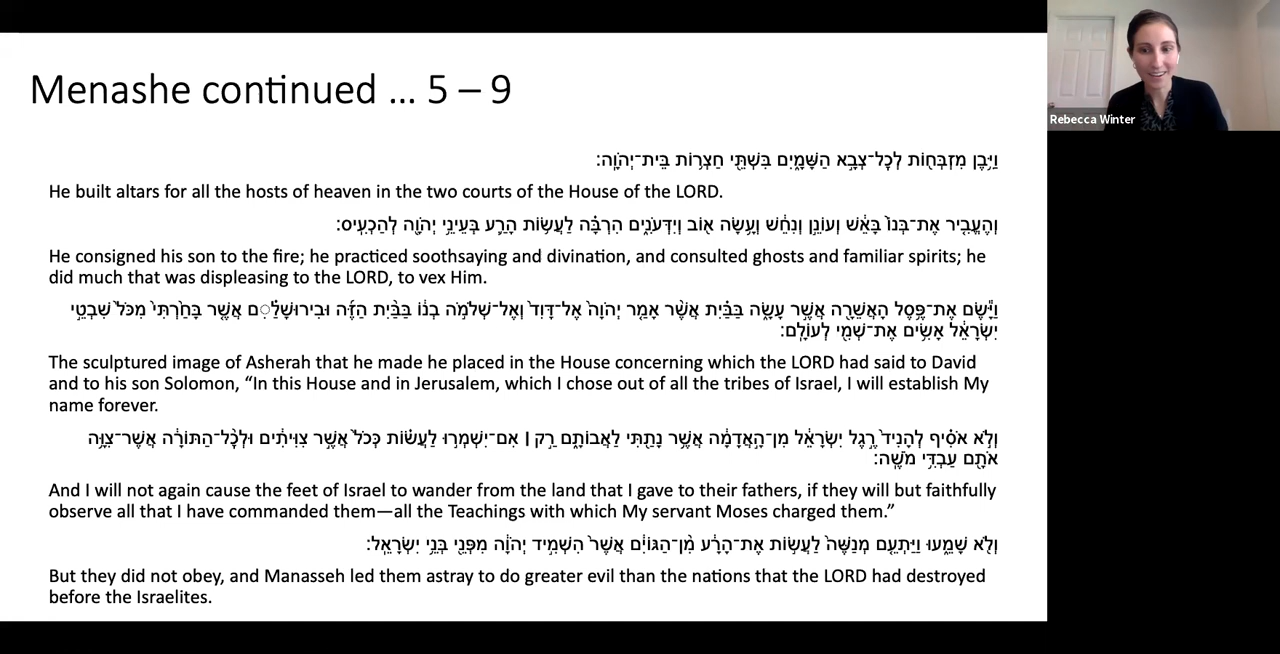 Menashe continued … 5 – 9
וַיִּ֥בֶן מִזְבְּח֖וֹת לְכׇל־צְבָ֣א הַשָּׁמָ֑יִם בִּשְׁתֵּ֖י חַצְר֥וֹת בֵּית־יְהֹוָֽה׃
He built altars for all the hosts of heaven in the two courts of the House of the LORD.
וְהֶעֱבִ֤יר אֶת־בְּנוֹ֙ בָּאֵ֔שׁ וְעוֹנֵ֣ן וְנִחֵ֔שׁ וְעָ֥שָׂה א֖וֹב וְיִדְּעֹנִ֑ים הִרְבָּ֗ה לַעֲשׂ֥וֹת הָרַ֛ע בְּעֵינֵ֥י יְהֹוָ֖ה לְהַכְעִֽיס׃
He consigned his son to the fire; he practiced soothsaying and divination, and consulted ghosts and familiar spirits; he
did much that was displeasing to the LORD, to vex Him.
וַיָּ֕שֶׂם אֶת־פֶּ֥סֶל הָאֲשֵׁרָ֖ה אֲשֶׁ֣ר עָשָׂ֑ה בַּבַּ֗יִת אֲשֶׁ֨ר אָמַ֤ר יְהֹוָה֙ אֶל־דָּוִד֙ וְאֶל־שְׁלֹמֹ֣ה בְנ֔וֹ בַּבַּ֨יִת הַזֶּ֜ה וּבִירוּשָׁלַ֗͏ִם אֲשֶׁ֤ר בָּחַ֙רְתִּי֙ מִכֹּל֙ שִׁבְטֵ֣י
יִשְׂרָאֵ֔ל אָשִׂ֥ים אֶת־שְׁמִ֖י לְעוֹלָֽם׃
The sculptured image of Asherah that he made he placed in the House concerning which the LORD had said to David
and to his son Solomon, “In this House and in Jerusalem, which I chose out of all the tribes of Israel, I will establish My
name forever.
וְלֹ֣א אֹסִ֗יף לְהָנִיד֙ רֶ֣גֶל יִשְׂרָאֵ֔ל מִן־הָ֣אֲדָמָ֔ה אֲשֶׁ֥ר נָתַ֖תִּי לַאֲבוֹתָ֑ם רַ֣ק ׀ אִם־יִשְׁמְר֣וּ לַעֲשׂ֗וֹת כְּכֹל֙ אֲשֶׁ֣ר צִוִּיתִ֔ים וּלְכׇ֨ל־הַתּוֹרָ֔ה אֲשֶׁר־צִוָּ֥ה
אֹתָ֖ם עַבְדִּ֥י מֹשֶֽׁה׃
And I will not again cause the feet of Israel to wander from the land that I gave to their fathers, if they will but faithfully
observe all that I have commanded them—all the Teachings with which My servant Moses charged them.”
וְלֹ֖א שָׁמֵ֑עוּ וַיַּתְעֵ֤ם מְנַשֶּׁה֙ לַעֲשׂ֣וֹת אֶת־הָרָ֔ע מִ֨ן־הַגּוֹיִ֔ם אֲשֶׁר֙ הִשְׁמִ֣יד יְהֹוָ֔ה מִפְּנֵ֖י בְּנֵ֥י יִשְׂרָאֵֽל׃
But they did not obey, and Manasseh led them astray to do greater evil than the nations that the LORD had destroyed
before the Israelites.
Rebecca Winter